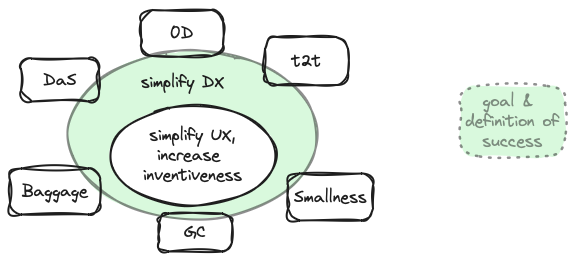 OD
t2t
DaS
simplify DX
simplify UX,
increase
inventiveness
Baggage
Smallness
GC
goal &
definition of
success